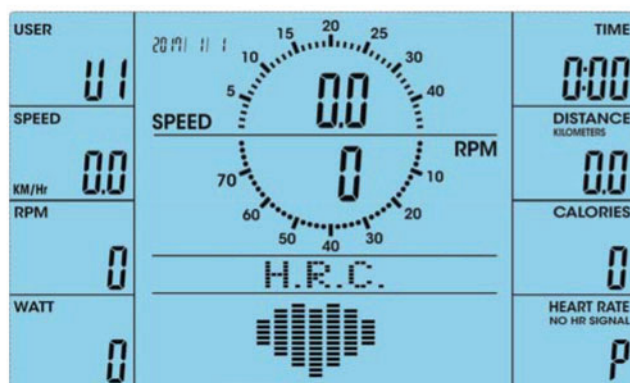 USER
U1
SPEED
KM/Hr 0.0
RPM
0
WATT
0
2017/ 1/ 1
5 10 15 20 25 30 40
SPEED
0.0
0
RPM
70 60 50 40 30 20 10
H.R.C.
TIME
0:00
DISTANCE
KILOMETERS
0.0
CALORIES
0
HEART RATE
NO HR SIGNAL
P